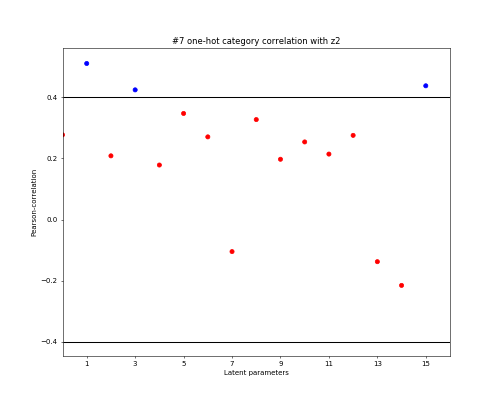 #7 one-hot category correlation with z2
Pearson-correlation
0.4
0.2
0.0
−0.2
−0.4
1 3 5 7 9 11 13 15
Latent parameters